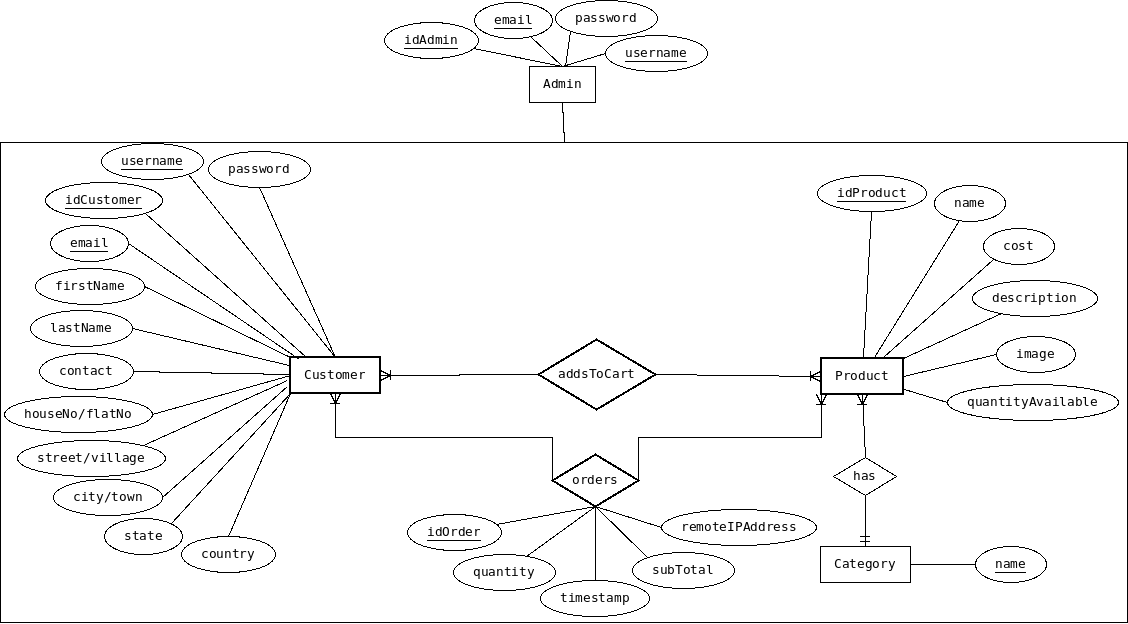 email
password
idAdmin
username
Admin
username
password
idCustomer
email
firstName
lastName
contact
houseNo/flatNo
street/village
city/town
state
country
Customer
addsToCart
orders
idOrder
quantity
timestamp
subTotal
remoteIPAddress
idProduct
name
cost
description
image
quantityAvailable
Product
has
Category
name